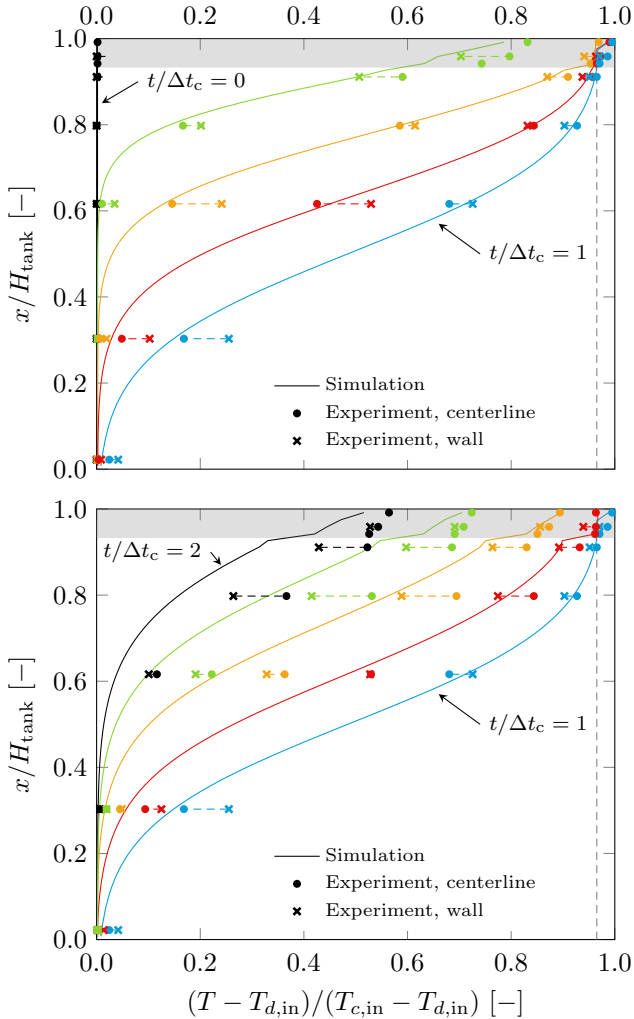 0.0 0.2 0.4 0.6 0.8 1.0
1.0
0.8
0.6
0.4
0.2
0.0
x/H_tank [−]
t/Δt_c = 0
t/Δt_c = 1
Simulation
Experiment, centerline
Experiment, wall
1.0
0.8
0.6
0.4
0.2
0.0
x/H_tank [−]
t/Δt_c = 2
t/Δt_c = 1
Simulation
Experiment, centerline
Experiment, wall
0.0 0.2 0.4 0.6 0.8 1.0
(T − T_{d,in})/(T_{c,in} − T_{d,in}) [−]